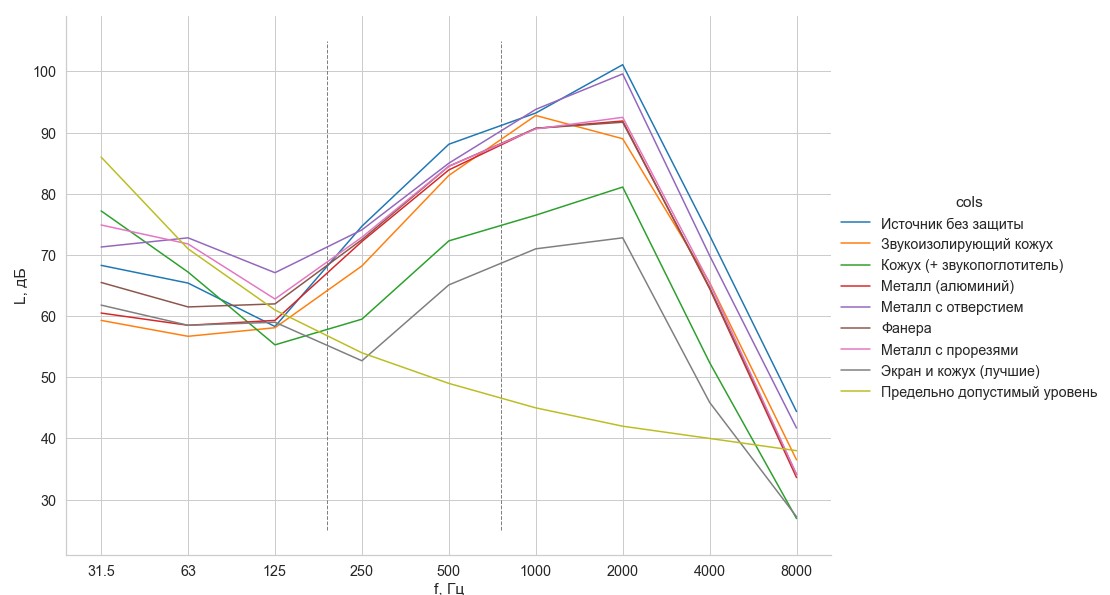 L, дБ
100
90
80
70
60
50
40
30
31.5 63 125 250 500 1000 2000 4000 8000
f, Гц
cols
Источник без защиты
Звукоизолирующий кожух
Кожух (+ звукопоглотитель)
Металл (алюминий)
Металл с отверстием
Фанера
Металл с прорезями
Экран и кожух (лучшие)
Предельно допустимый уровень